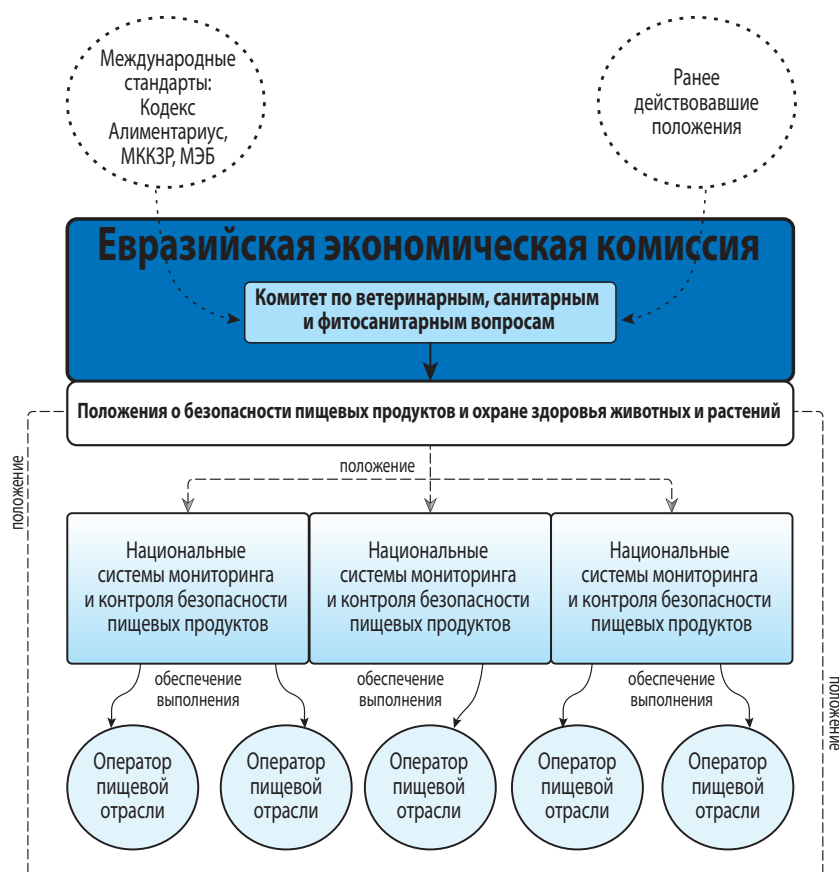 Международные
стандарты:
Кодекс
Алиментариус,
МККЗР, МЭБ
Ранее
действовавшие
положения
Евразийская экономическая комиссия
Комитет по ветеринарным, санитарным
и фитосанитарным вопросам
Положения о безопасности пищевых продуктов и охране здоровья животных и растений
положение
положение
Национальные
системы мониторинга
и контроля безопасности
пищевых продуктов
Национальные
системы мониторинга
и контроля безопасности
пищевых продуктов
Национальные
системы мониторинга
и контроля безопасности
пищевых продуктов
обеспечение
выполнения
обеспечение
выполнения
обеспечение
выполнения
положение
Оператор
пищевой
отрасли
Оператор
пищевой
отрасли
Оператор
пищевой
отрасли
Оператор
пищевой
отрасли
Оператор
пищевой
отрасли